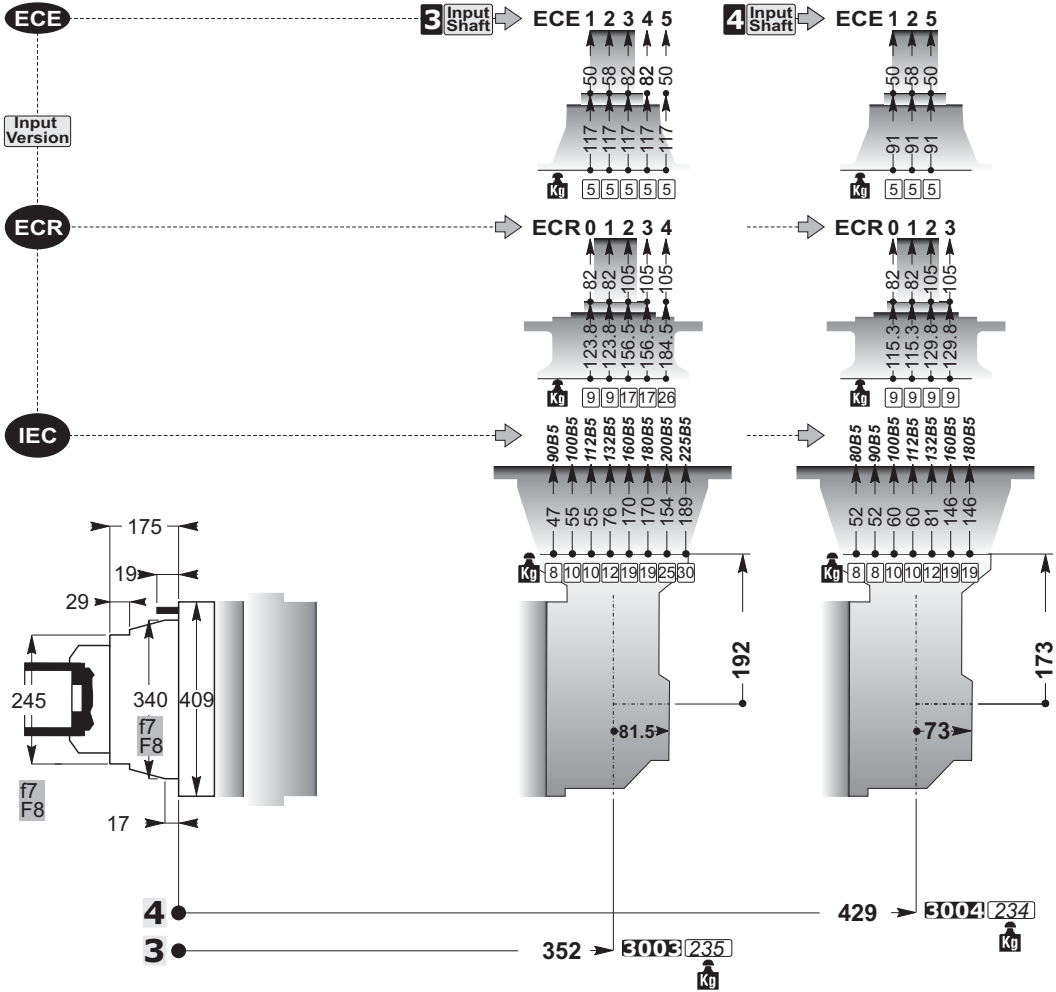 ECE
3 Input Shaft
ECE 1 2 3 4 5
4 Input Shaft
ECE 1 2 5
50 58 82 82 50
50 58 50
Input Version
117 117 117 117 117
91 91 91
Kg 5 5 5 5 5
Kg 5 5 5
ECR
ECR 0 1 2 3 4
ECR 0 1 2 3
82 82 105 105 105
82 82 105 105
123.8 123.8 156.5 156.5 184.5
115.3 115.3 129.8 129.8
Kg 9 9 17 17 26
Kg 9 9 9 9
IEC
90B5 100B5 112B5 132B5 160B5 180B5 200B5 225B5
80B5 90B5 100B5 112B5 132B5 160B5 180B5
47 55 55 76 170 170 154 189
52 52 60 60 81 146 146
Kg 8 10 10 12 19 19 25 30
Kg 8 8 10 10 12 19 19
175
19
29
192
173
245
340
409
f7
F8
81.5
73
f7
F8
17
4
429
3004 234
Kg
3
352
3003 235
Kg